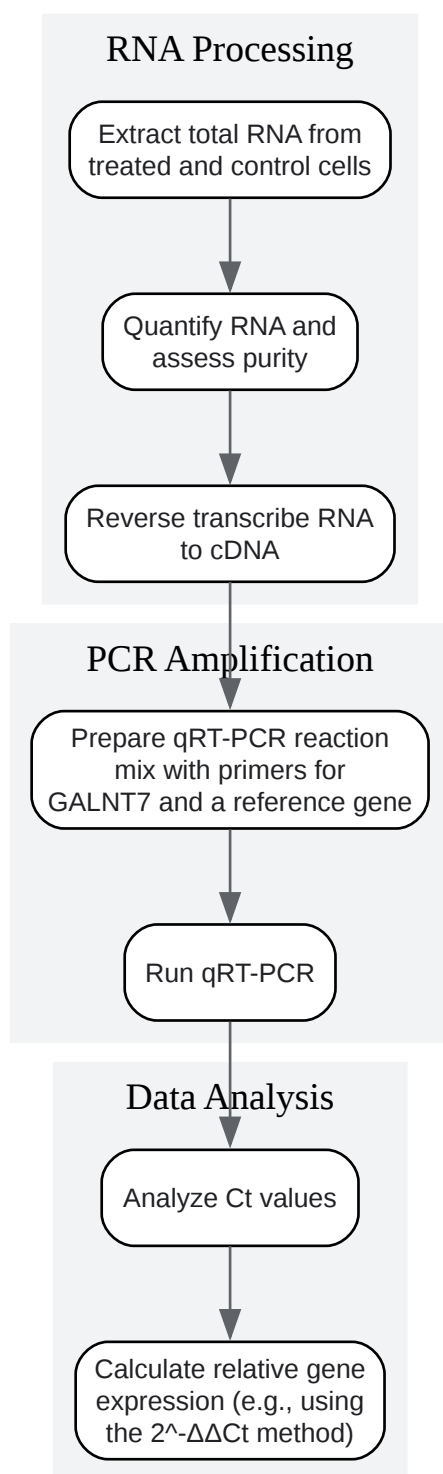 RNA Processing
Extract total RNA from
treated and control cells
Quantify RNA and
assess purity
Reverse transcribe RNA
to cDNA
PCR Amplification
Prepare qRT-PCR reaction
mix with primers for
GALNT7 and a reference gene
Run qRT-PCR
Data Analysis
Analyze Ct values
Calculate relative gene
expression (e.g., using
the 2^-ΔΔCt method)